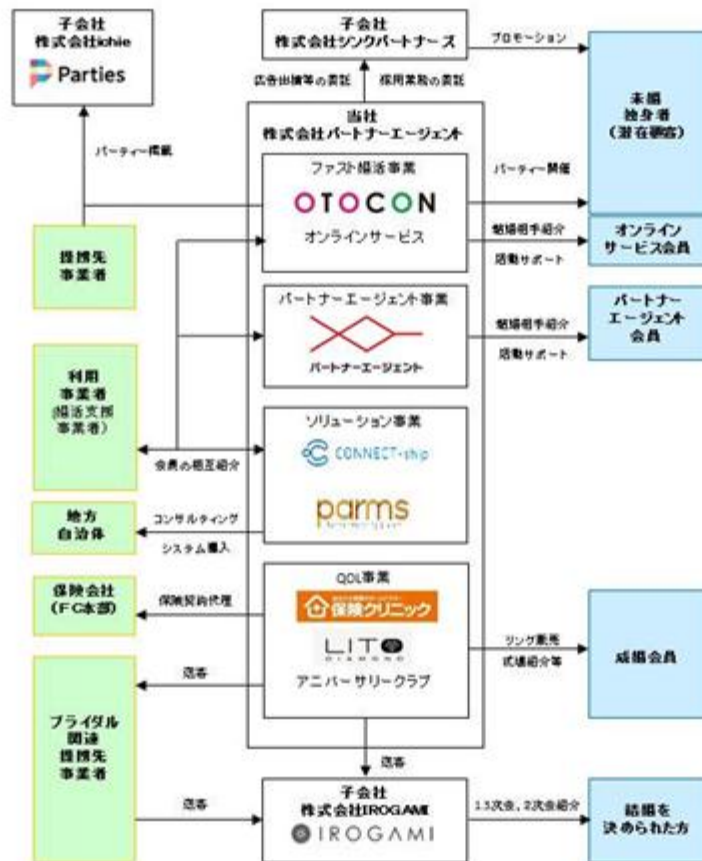 子会社
株式会社ichie
Parties
子会社
株式会社シンクパートナーズ
プロモーション
広告出稿等の委託
採用業務の委託
未婚
独身者
(潜在顧客)
当社
株式会社パートナーエージェント
パーティー掲載
ファスト婚活事業
OTOCON
オンラインサービス
パーティー開催
結婚相手紹介
活動サポート
オンライン
サービス会員
提携先
事業者
パートナーエージェント事業
パートナーエージェント
結婚相手紹介
活動サポート
パートナー
エージェント
会員
利用
事業者
(婚活支援
事業者)
会員の相互紹介
ソリューション事業
CONNECT-ship
parms
地方
自治体
コンサルティング
システム導入
保険会社
(FC本部)
保険契約代理
QOL事業
保険クリニック
LITO
DIAMOND
アニバーサリークラブ
リング販売
式場紹介等
成婚会員
送客
ブライダル
関連
提携先
事業者
送客
送客
子会社
株式会社IROGAMI
IROGAMI
1.5次会、2次会紹介
結婚を
決められた方